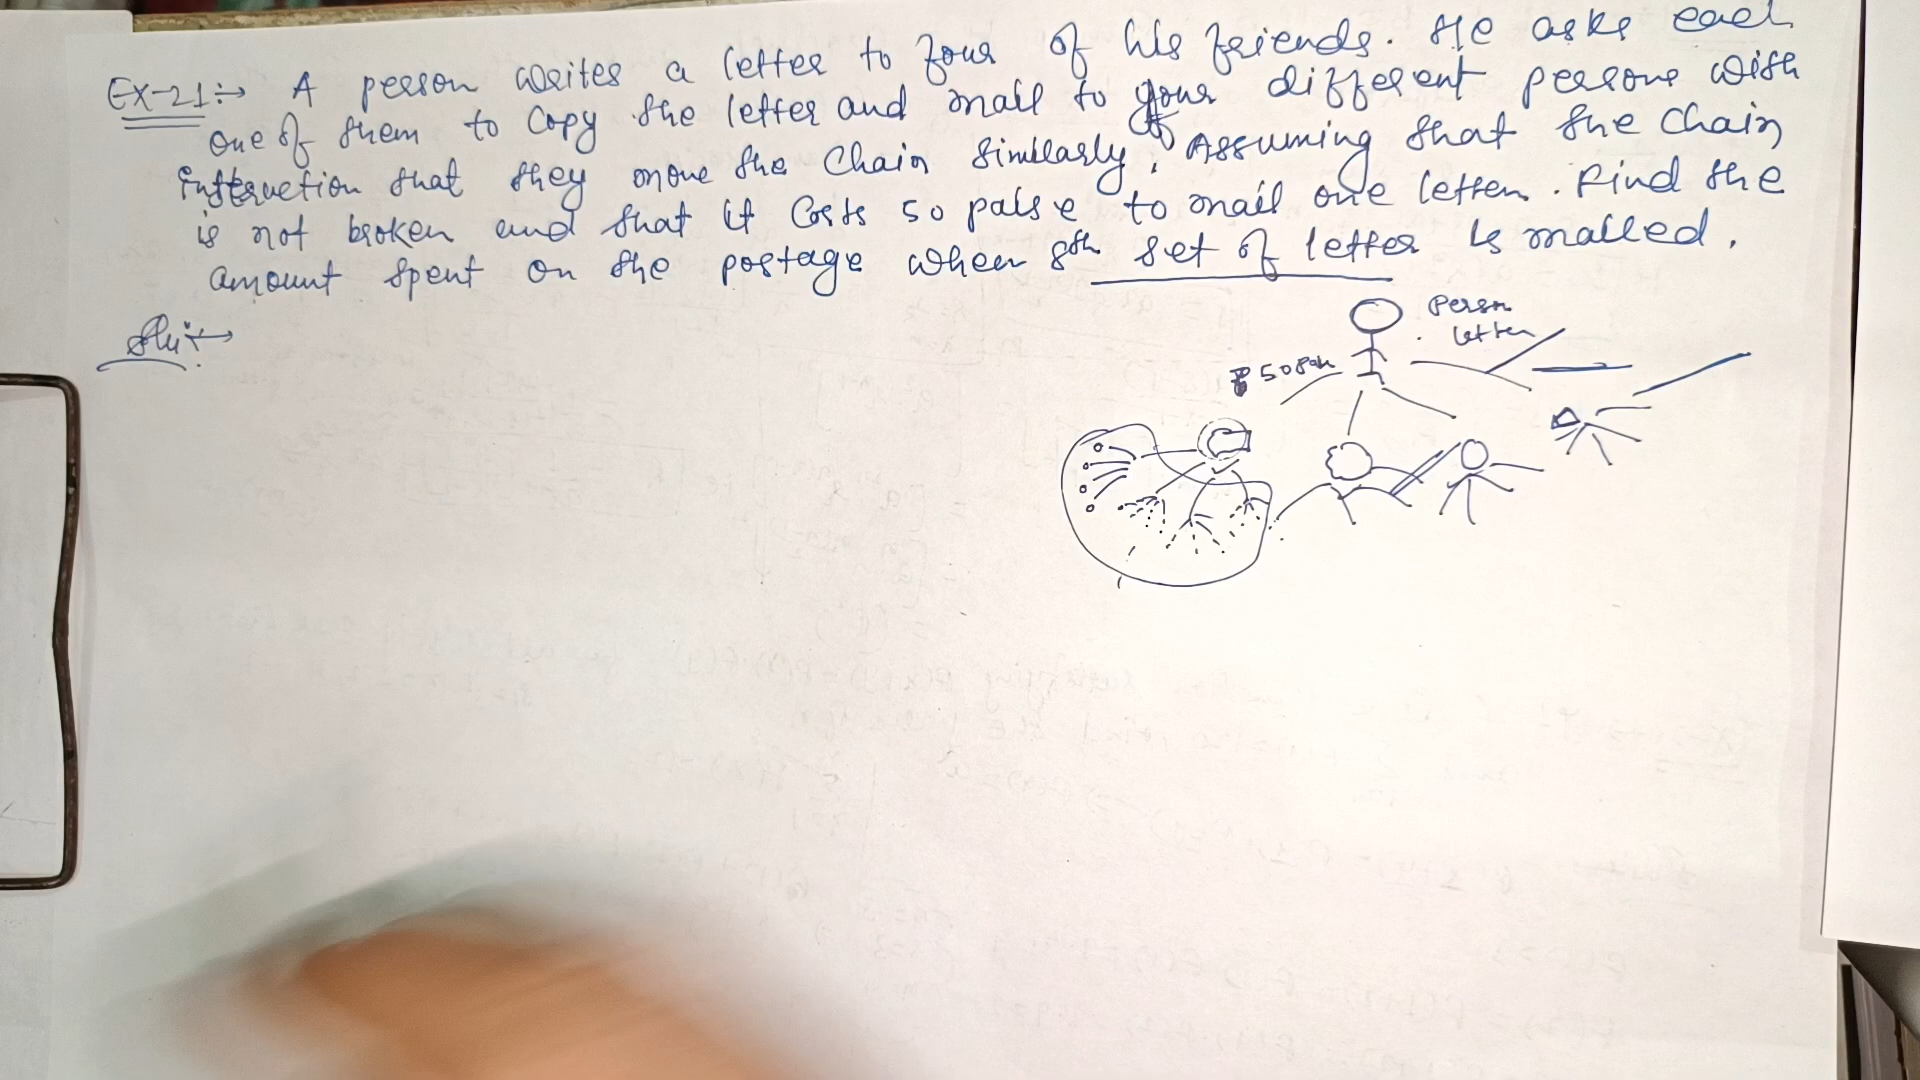 Ex-21:→ A person writes a letter to four of his friends. He asks each
one of them to copy the letter and mail to four different persons with
instruction that they move the chain similarly. Assuming that the chain
is not broken and that it costs 50 paise to mail one letter. Find the
amount spent on the postage when 8th set of letter is mailed.
Person
letter